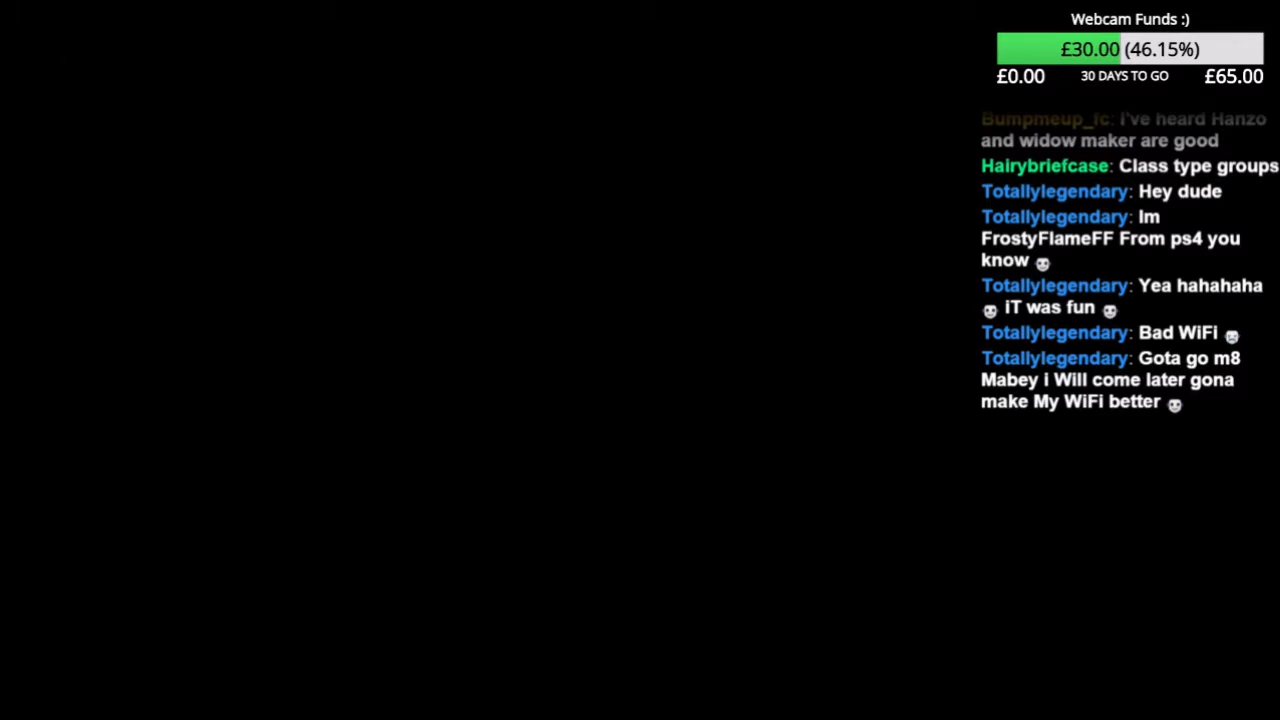 Webcam Funds :)
£30.00 (46.15%)
£0.00 30 DAYS TO GO £65.00
Bumpmeup_fc: I've heard Hanzo
and widow maker are good
Hairybriefcase: Class type groups
Totallylegendary: Hey dude
Totallylegendary: Im
FrostyFlameFF From ps4 you
know
Totallylegendary: Yea hahahaha
iT was fun
Totallylegendary: Bad WiFi
Totallylegendary: Gota go m8
Mabey i Will come later gona
make My WiFi better